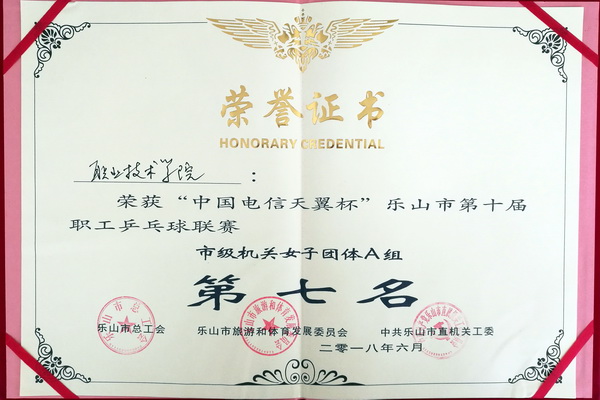 荣誉证书
HONORARY CREDENTIAL
职业技术学院：
荣获“中国电信天翼杯”乐山市第十届
职工乒乓球联赛
市级机关女子团体A组
第七名
乐山市总工会 乐山市旅游和体育发展委员会 中共乐山市直机关工委
二零一八年六月